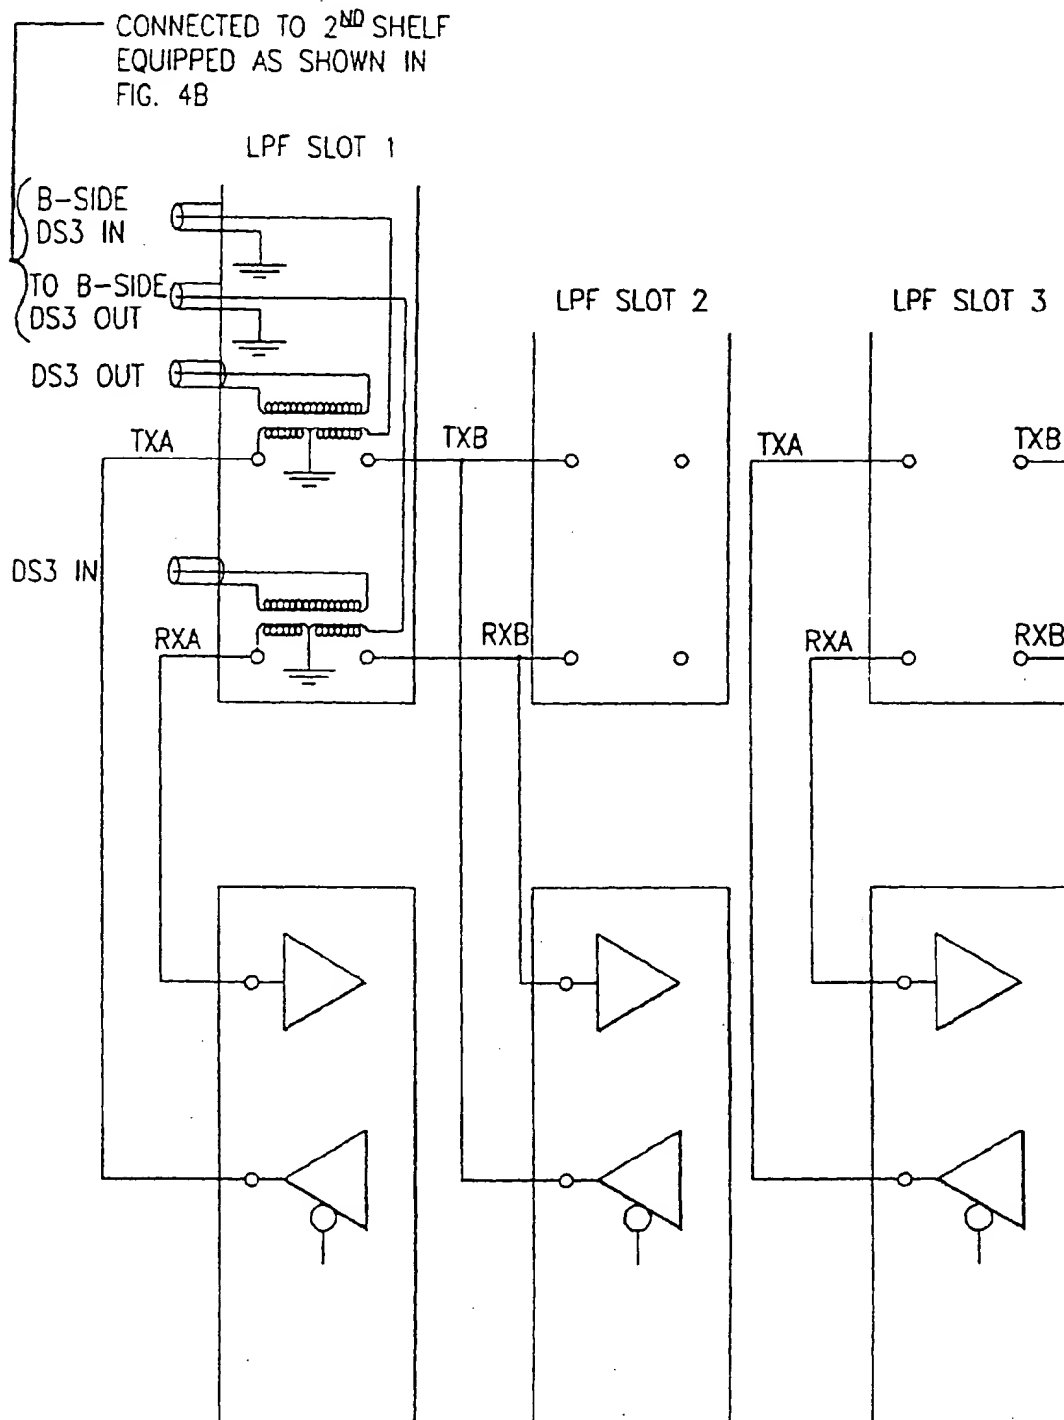 CONNECTED TO 2ND SHELF
EQUIPPED AS SHOWN IN
FIG. 4B
LPF SLOT 1
B-SIDE
DS3 IN
TO B-SIDE
DS3 OUT
LPF SLOT 2
LPF SLOT 3
DS3 OUT
TXA
TXB
TXA
TXB
DS3 IN
RXA
RXB
RXA
RXB